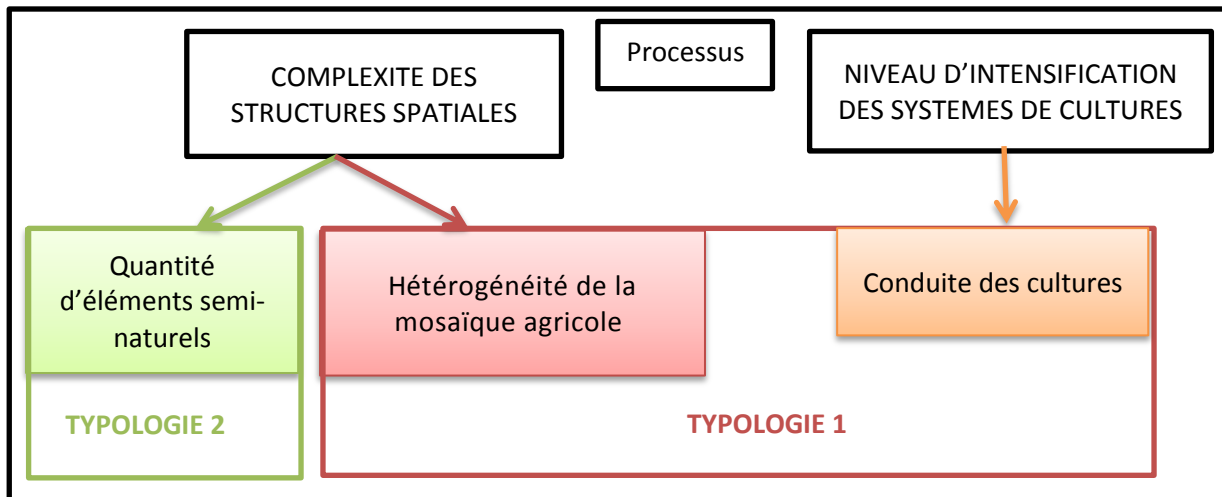 COMPLEXITE DES
STRUCTURES SPATIALES
Processus
NIVEAU D’INTENSIFICATION
DES SYSTEMES DE CULTURES
Quantité
d’éléments semi-
naturels
Hétérogénéité de la
mosaïque agricole
Conduite des cultures
TYPOLOGIE 2
TYPOLOGIE 1